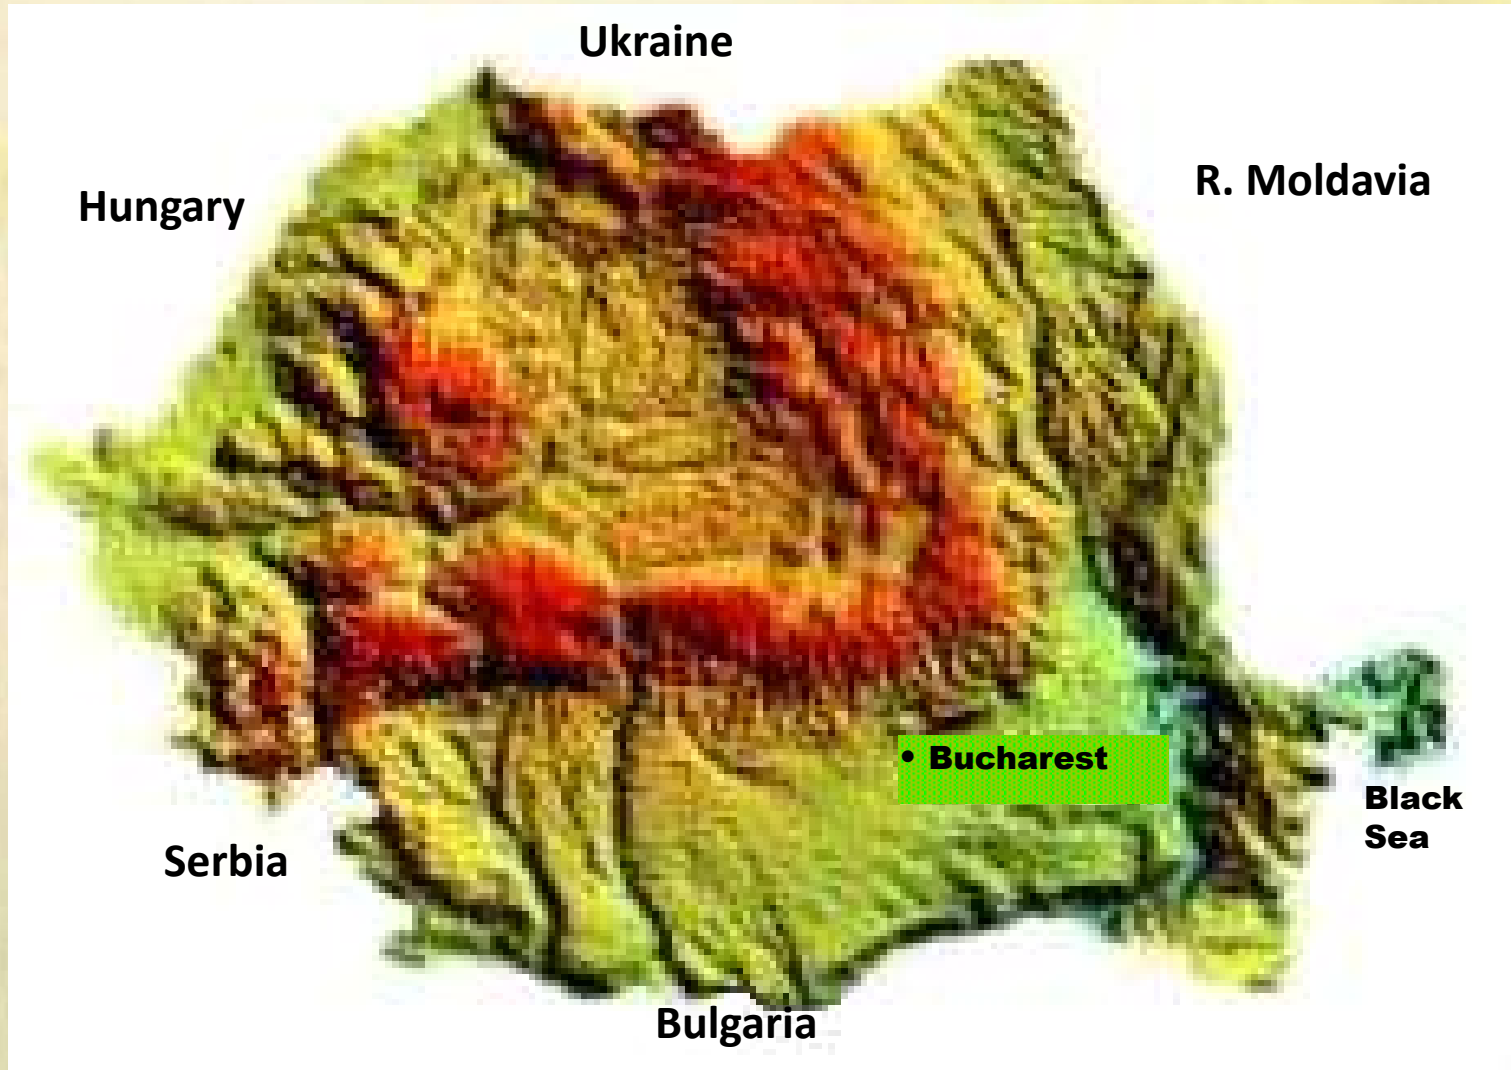 Ukraine
R. Moldavia
Hungary
• Bucharest
Black
Sea
Serbia
Bulgaria